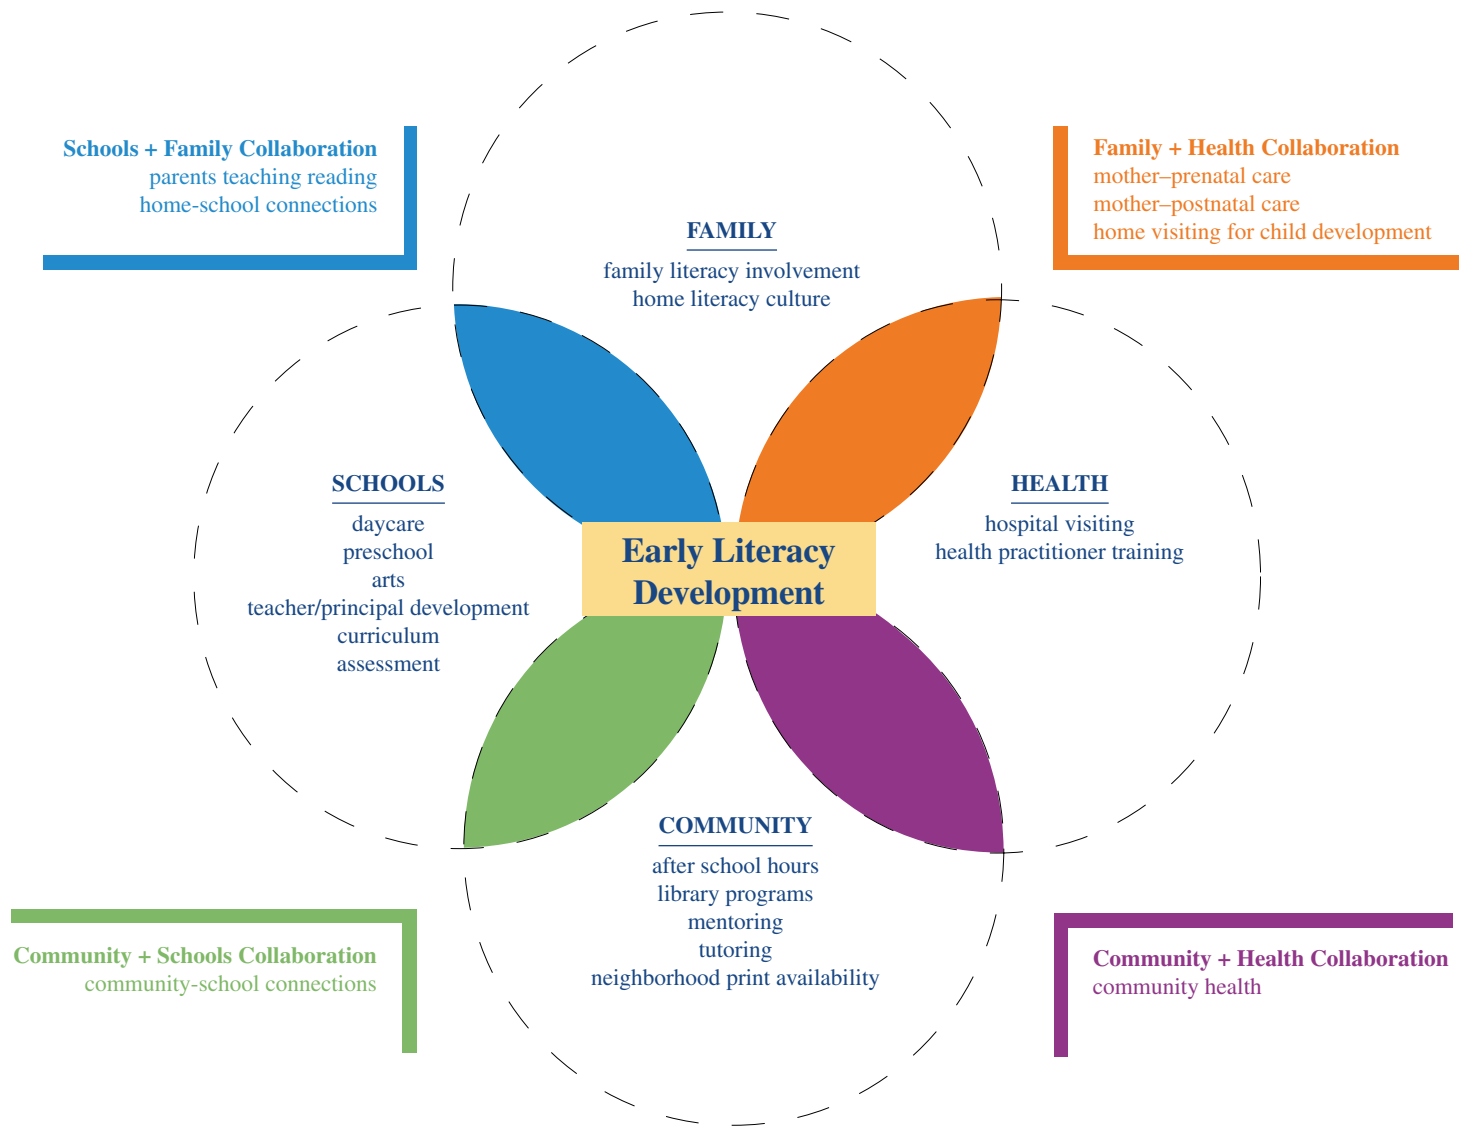 Schools + Family Collaboration
parents teaching reading
home-school connections
Family + Health Collaboration
mother–prenatal care
mother–postnatal care
home visiting for child development
FAMILY
family literacy involvement
home literacy culture
SCHOOLS
daycare
preschool
arts
teacher/principal development
curriculum
assessment
Early Literacy
Development
HEALTH
hospital visiting
health practitioner training
COMMUNITY
after school hours
library programs
mentoring
tutoring
neighborhood print availability
Community + Schools Collaboration
community-school connections
Community + Health Collaboration
community health